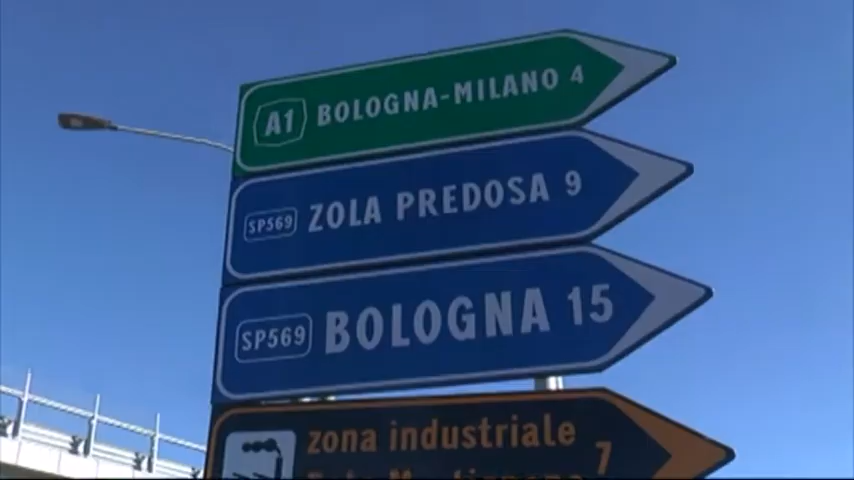 A1 BOLOGNA-MILANO 4
SP569 ZOLA PREDOSA 9
SP569 BOLOGNA 15
zona industriale 7